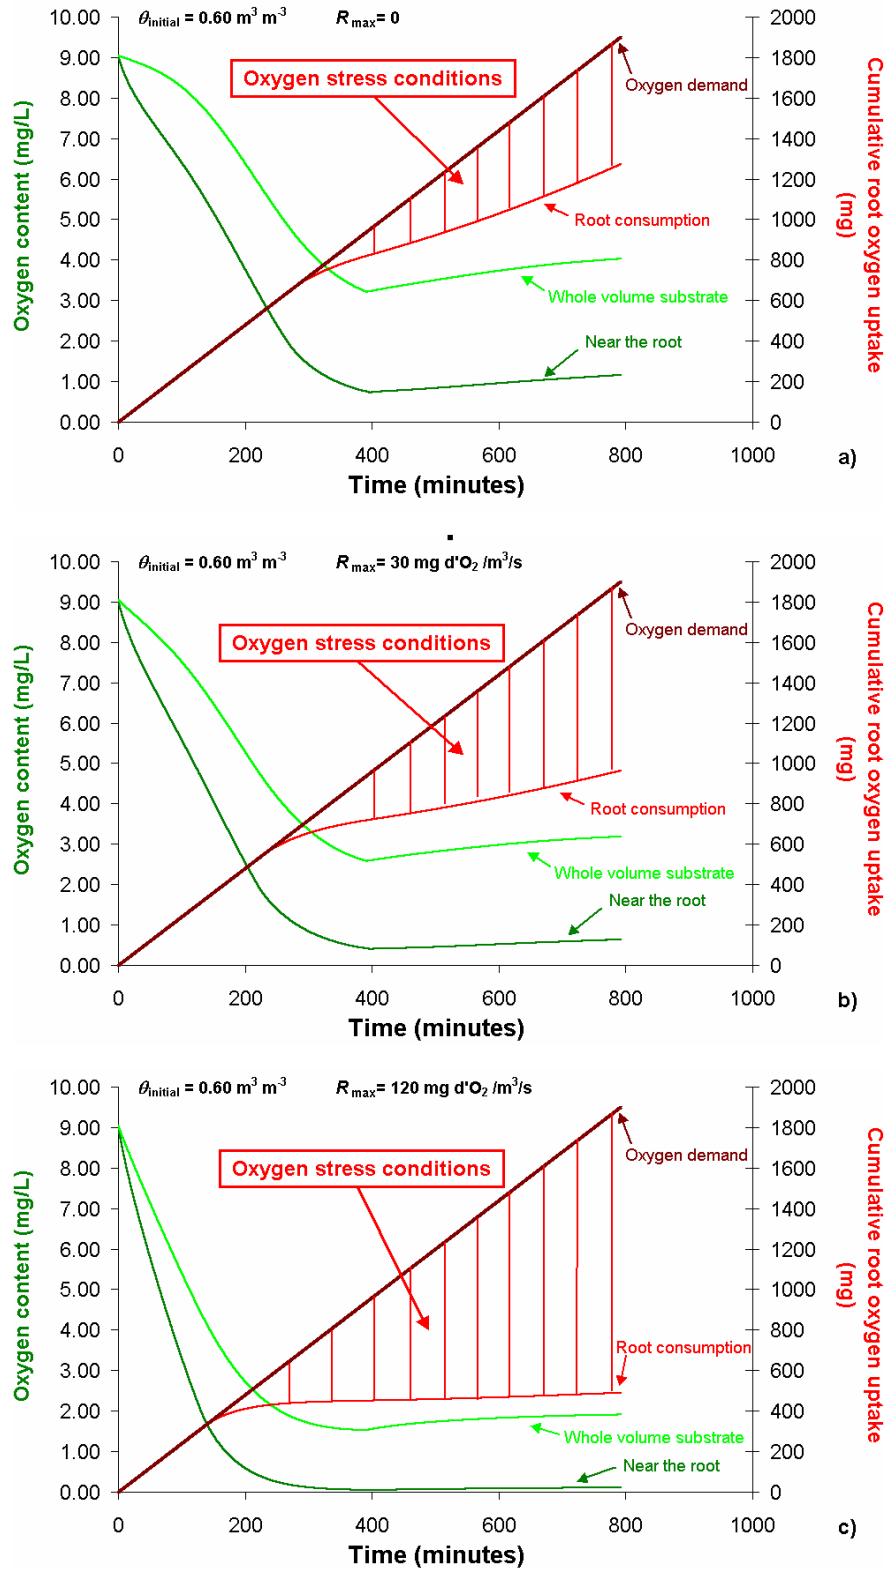 θinitial = 0.60 m³ m⁻³ Rmax= 0
10.00
9.00
8.00
7.00
6.00
5.00
4.00
3.00
2.00
1.00
0.00
Oxygen content (mg/L)
2000
1800
1600
1400
1200
1000
800
600
400
200
0
Cumulative root oxygen uptake
(mg)
Oxygen stress conditions
Oxygen demand
Root consumption
Whole volume substrate
Near the root
0 200 400 600 800 1000
Time (minutes)
a)
θinitial = 0.60 m³ m⁻³ Rmax= 30 mg d'O₂ /m³/s
10.00
9.00
8.00
7.00
6.00
5.00
4.00
3.00
2.00
1.00
0.00
Oxygen content (mg/L)
2000
1800
1600
1400
1200
1000
800
600
400
200
0
Cumulative root oxygen uptake
(mg)
Oxygen stress conditions
Oxygen demand
Root consumption
Whole volume substrate
Near the root
0 200 400 600 800 1000
Time (minutes)
b)
θinitial = 0.60 m³ m⁻³ Rmax= 120 mg d'O₂ /m³/s
10.00
9.00
8.00
7.00
6.00
5.00
4.00
3.00
2.00
1.00
0.00
Oxygen content (mg/L)
2000
1800
1600
1400
1200
1000
800
600
400
200
0
Cumulative root oxygen uptake
(mg)
Oxygen stress conditions
Oxygen demand
Root consumption
Whole volume substrate
Near the root
0 200 400 600 800 1000
Time (minutes)
c)